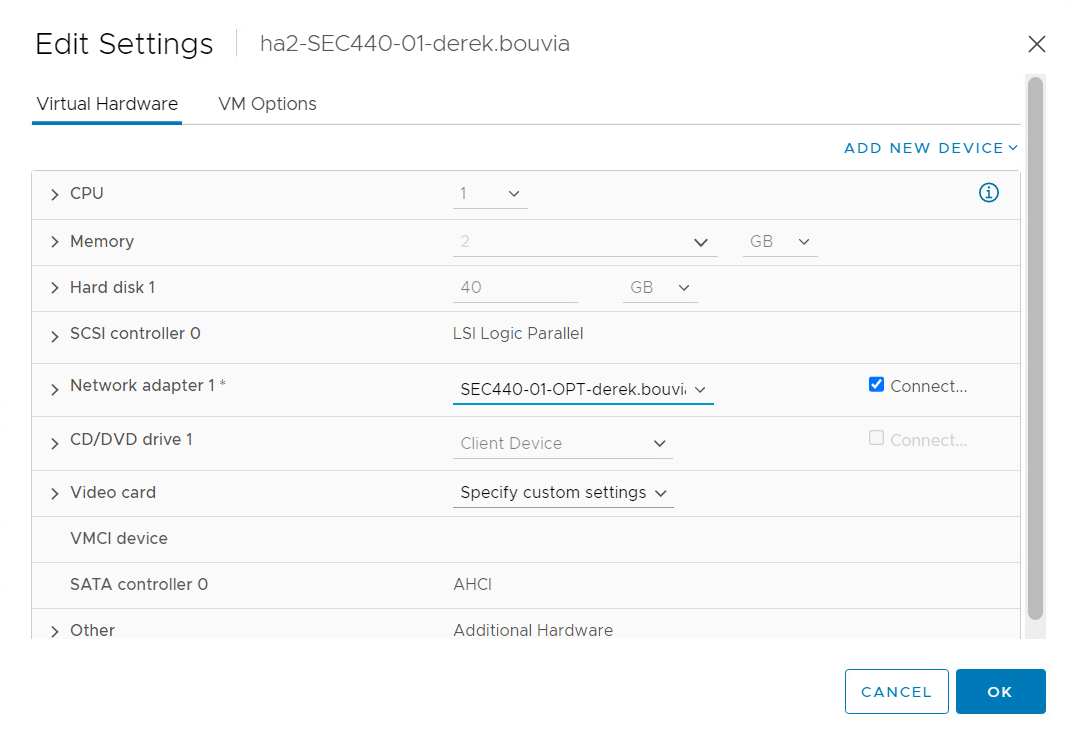 Edit Settings ha2-SEC440-01-derek.bouvia
Virtual Hardware VM Options
ADD NEW DEVICE
CPU 1
Memory 2 GB
Hard disk 1 40 GB
SCSI controller 0 LSI Logic Parallel
Network adapter 1 * SEC440-01-OPT-derek.bouvia Connect...
CD/DVD drive 1 Client Device Connect...
Video card Specify custom settings
VMCI device
SATA controller 0 AHCI
Other Additional Hardware
CANCEL OK